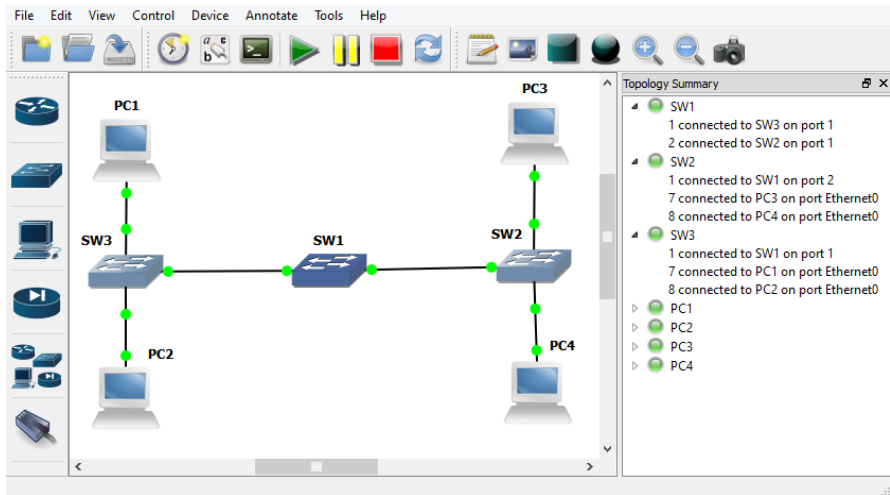 File Edit View Control Device Annotate Tools Help
PC1
PC3
SW3
SW1
SW2
PC2
PC4
Topology Summary
SW1
1 connected to SW3 on port 1
2 connected to SW2 on port 1
SW2
1 connected to SW1 on port 2
7 connected to PC3 on port Ethernet0
8 connected to PC4 on port Ethernet0
SW3
1 connected to SW1 on port 1
7 connected to PC1 on port Ethernet0
8 connected to PC2 on port Ethernet0
PC1
PC2
PC3
PC4